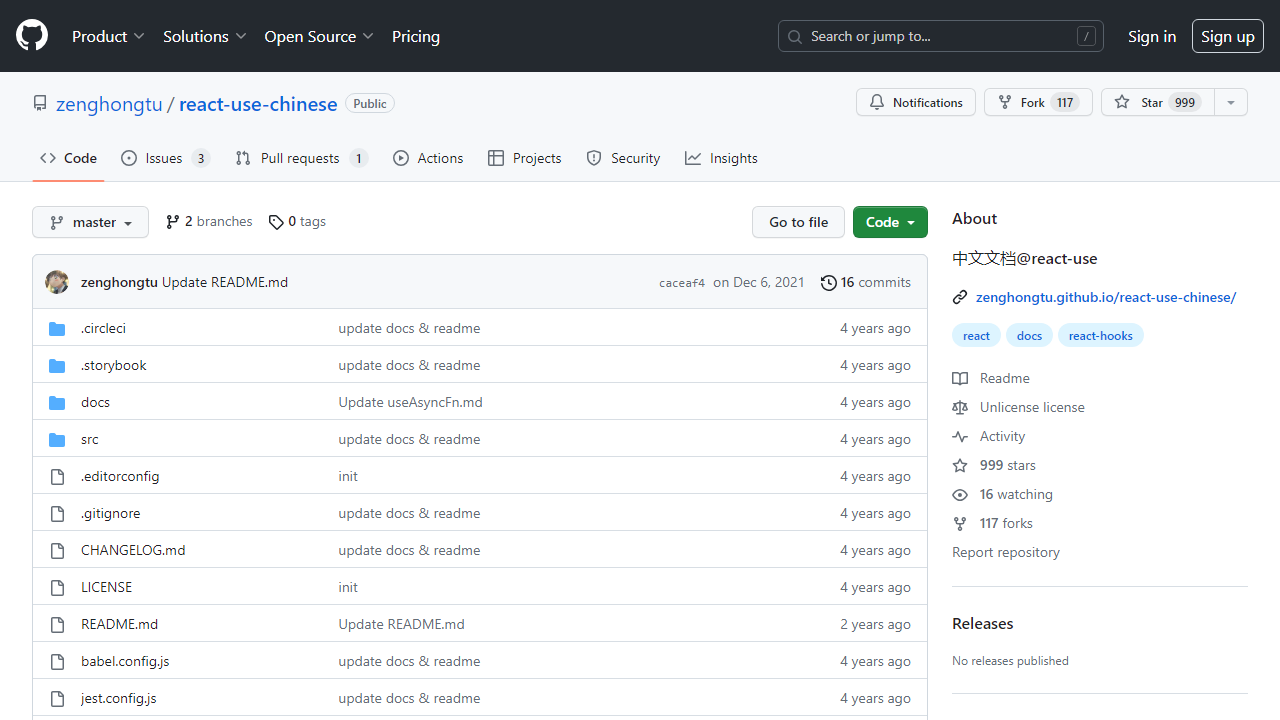 Product Solutions Open Source Pricing Search or jump to... / Sign in Sign up
zenghongtu / react-use-chinese Public Notifications Fork 117 Star 999
Code Issues 3 Pull requests 1 Actions Projects Security Insights
master 2 branches 0 tags Go to file Code
zenghongtu Update README.md caceaf4 on Dec 6, 2021 16 commits
.circleci update docs & readme 4 years ago
.storybook update docs & readme 4 years ago
docs Update useAsyncFn.md 4 years ago
src update docs & readme 4 years ago
.editorconfig init 4 years ago
.gitignore update docs & readme 4 years ago
CHANGELOG.md update docs & readme 4 years ago
LICENSE init 4 years ago
README.md Update README.md 2 years ago
babel.config.js update docs & readme 4 years ago
jest.config.js update docs & readme 4 years ago
About
中文文档@react-use
zenghongtu.github.io/react-use-chinese/
react docs react-hooks
Readme
Unlicense license
Activity
999 stars
16 watching
117 forks
Report repository
Releases
No releases published